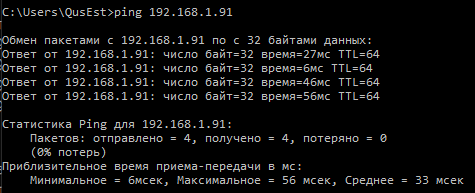 C:\Users\QusEst>ping 192.168.1.91
Обмен пакетами с 192.168.1.91 по с 32 байтами данных:
Ответ от 192.168.1.91: число байт=32 время=27мс TTL=64
Ответ от 192.168.1.91: число байт=32 время=6мс TTL=64
Ответ от 192.168.1.91: число байт=32 время=46мс TTL=64
Ответ от 192.168.1.91: число байт=32 время=56мс TTL=64
Статистика Ping для 192.168.1.91:
Пакетов: отправлено = 4, получено = 4, потеряно = 0
(0% потерь)
Приблизительное время приема-передачи в мс:
Минимальное = 6мсек, Максимальное = 56 мсек, Среднее = 33 мсек